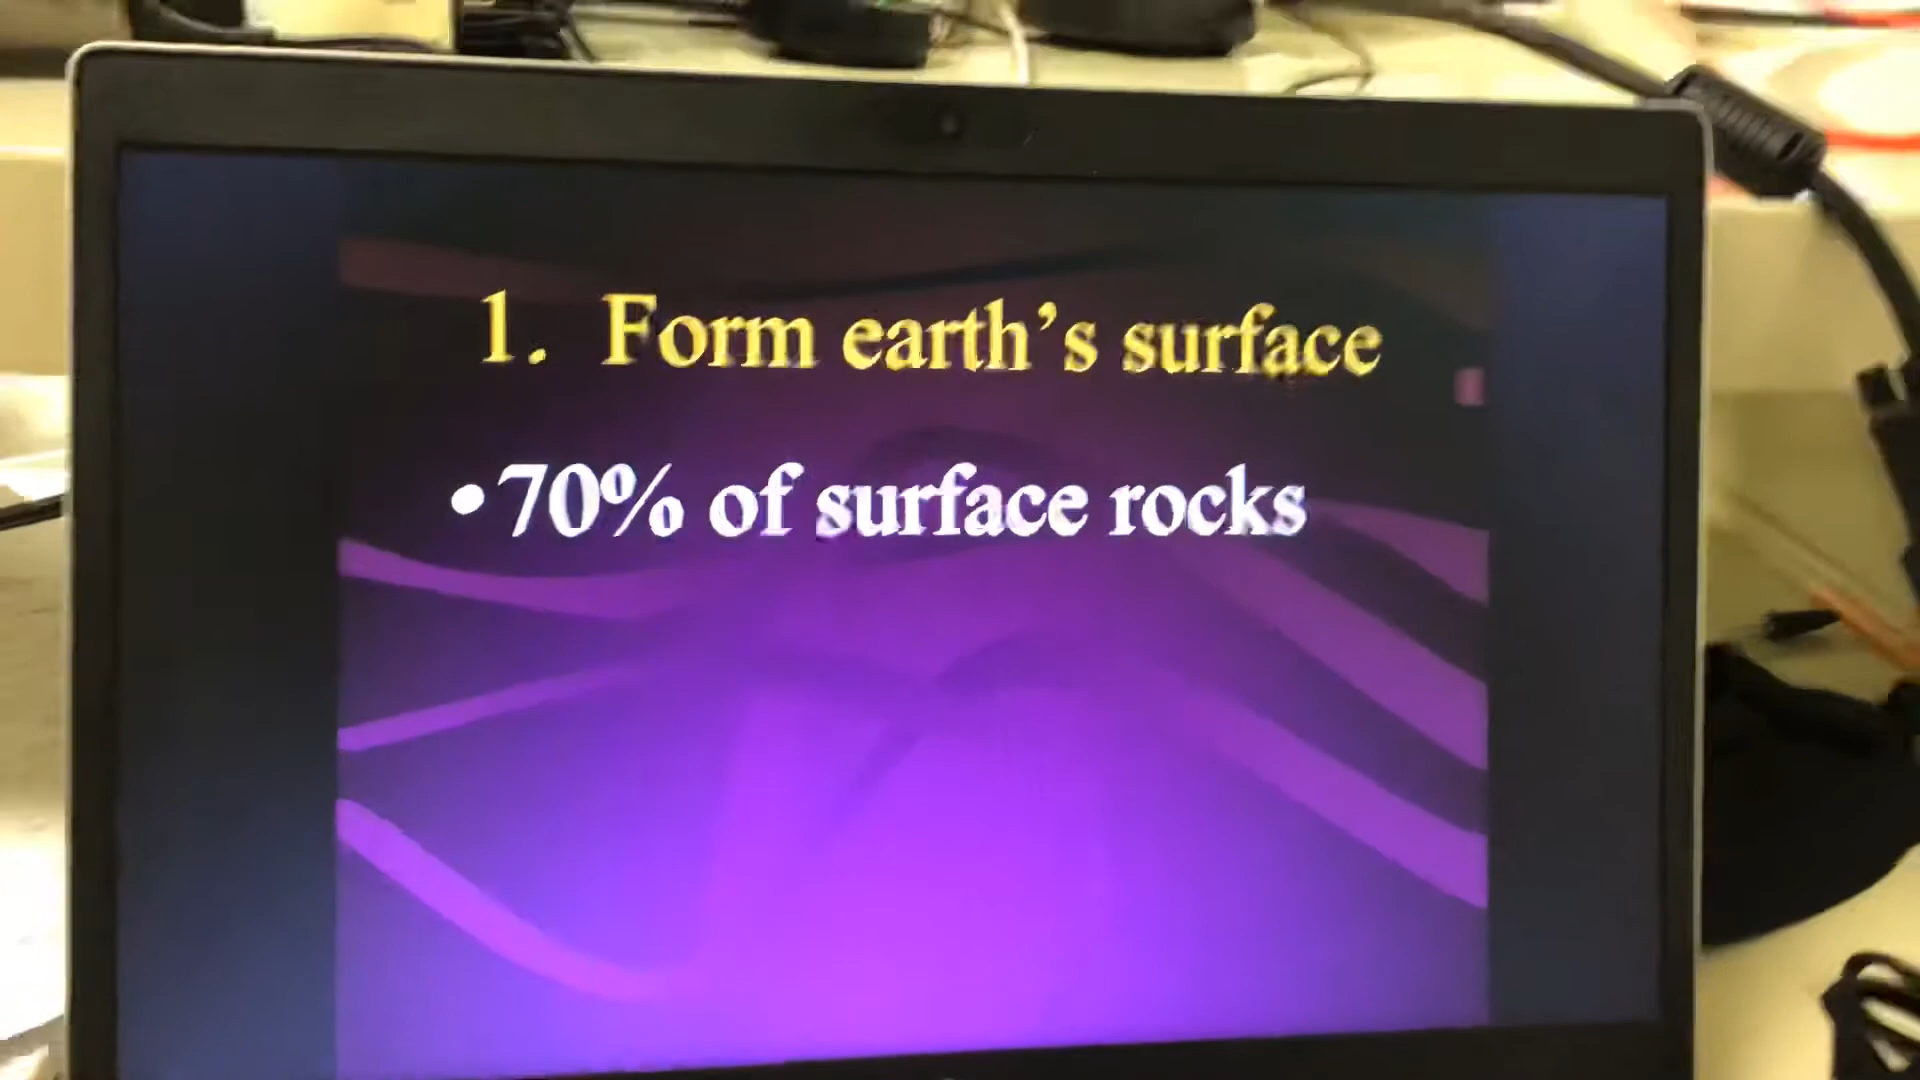 1. Form earth's surface
•70% of surface rocks